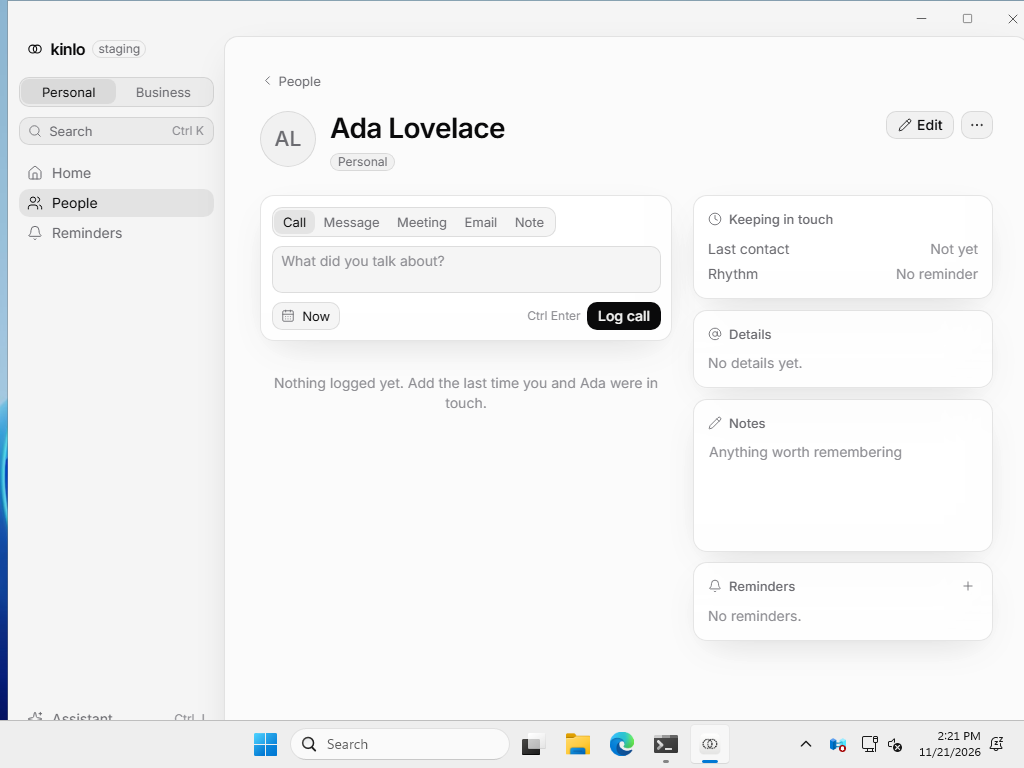 kinlo staging
Personal Business
Search Ctrl K
Home
People
Reminders
Assistant Ctrl J
People
AL
Ada Lovelace
Personal
Edit
Call Message Meeting Email Note
What did you talk about?
Now Ctrl Enter Log call
Nothing logged yet. Add the last time you and Ada were in
touch.
Keeping in touch
Last contact Not yet
Rhythm No reminder
Details
No details yet.
Notes
Anything worth remembering
Reminders
No reminders.
Search
2:21 PM
11/21/2026